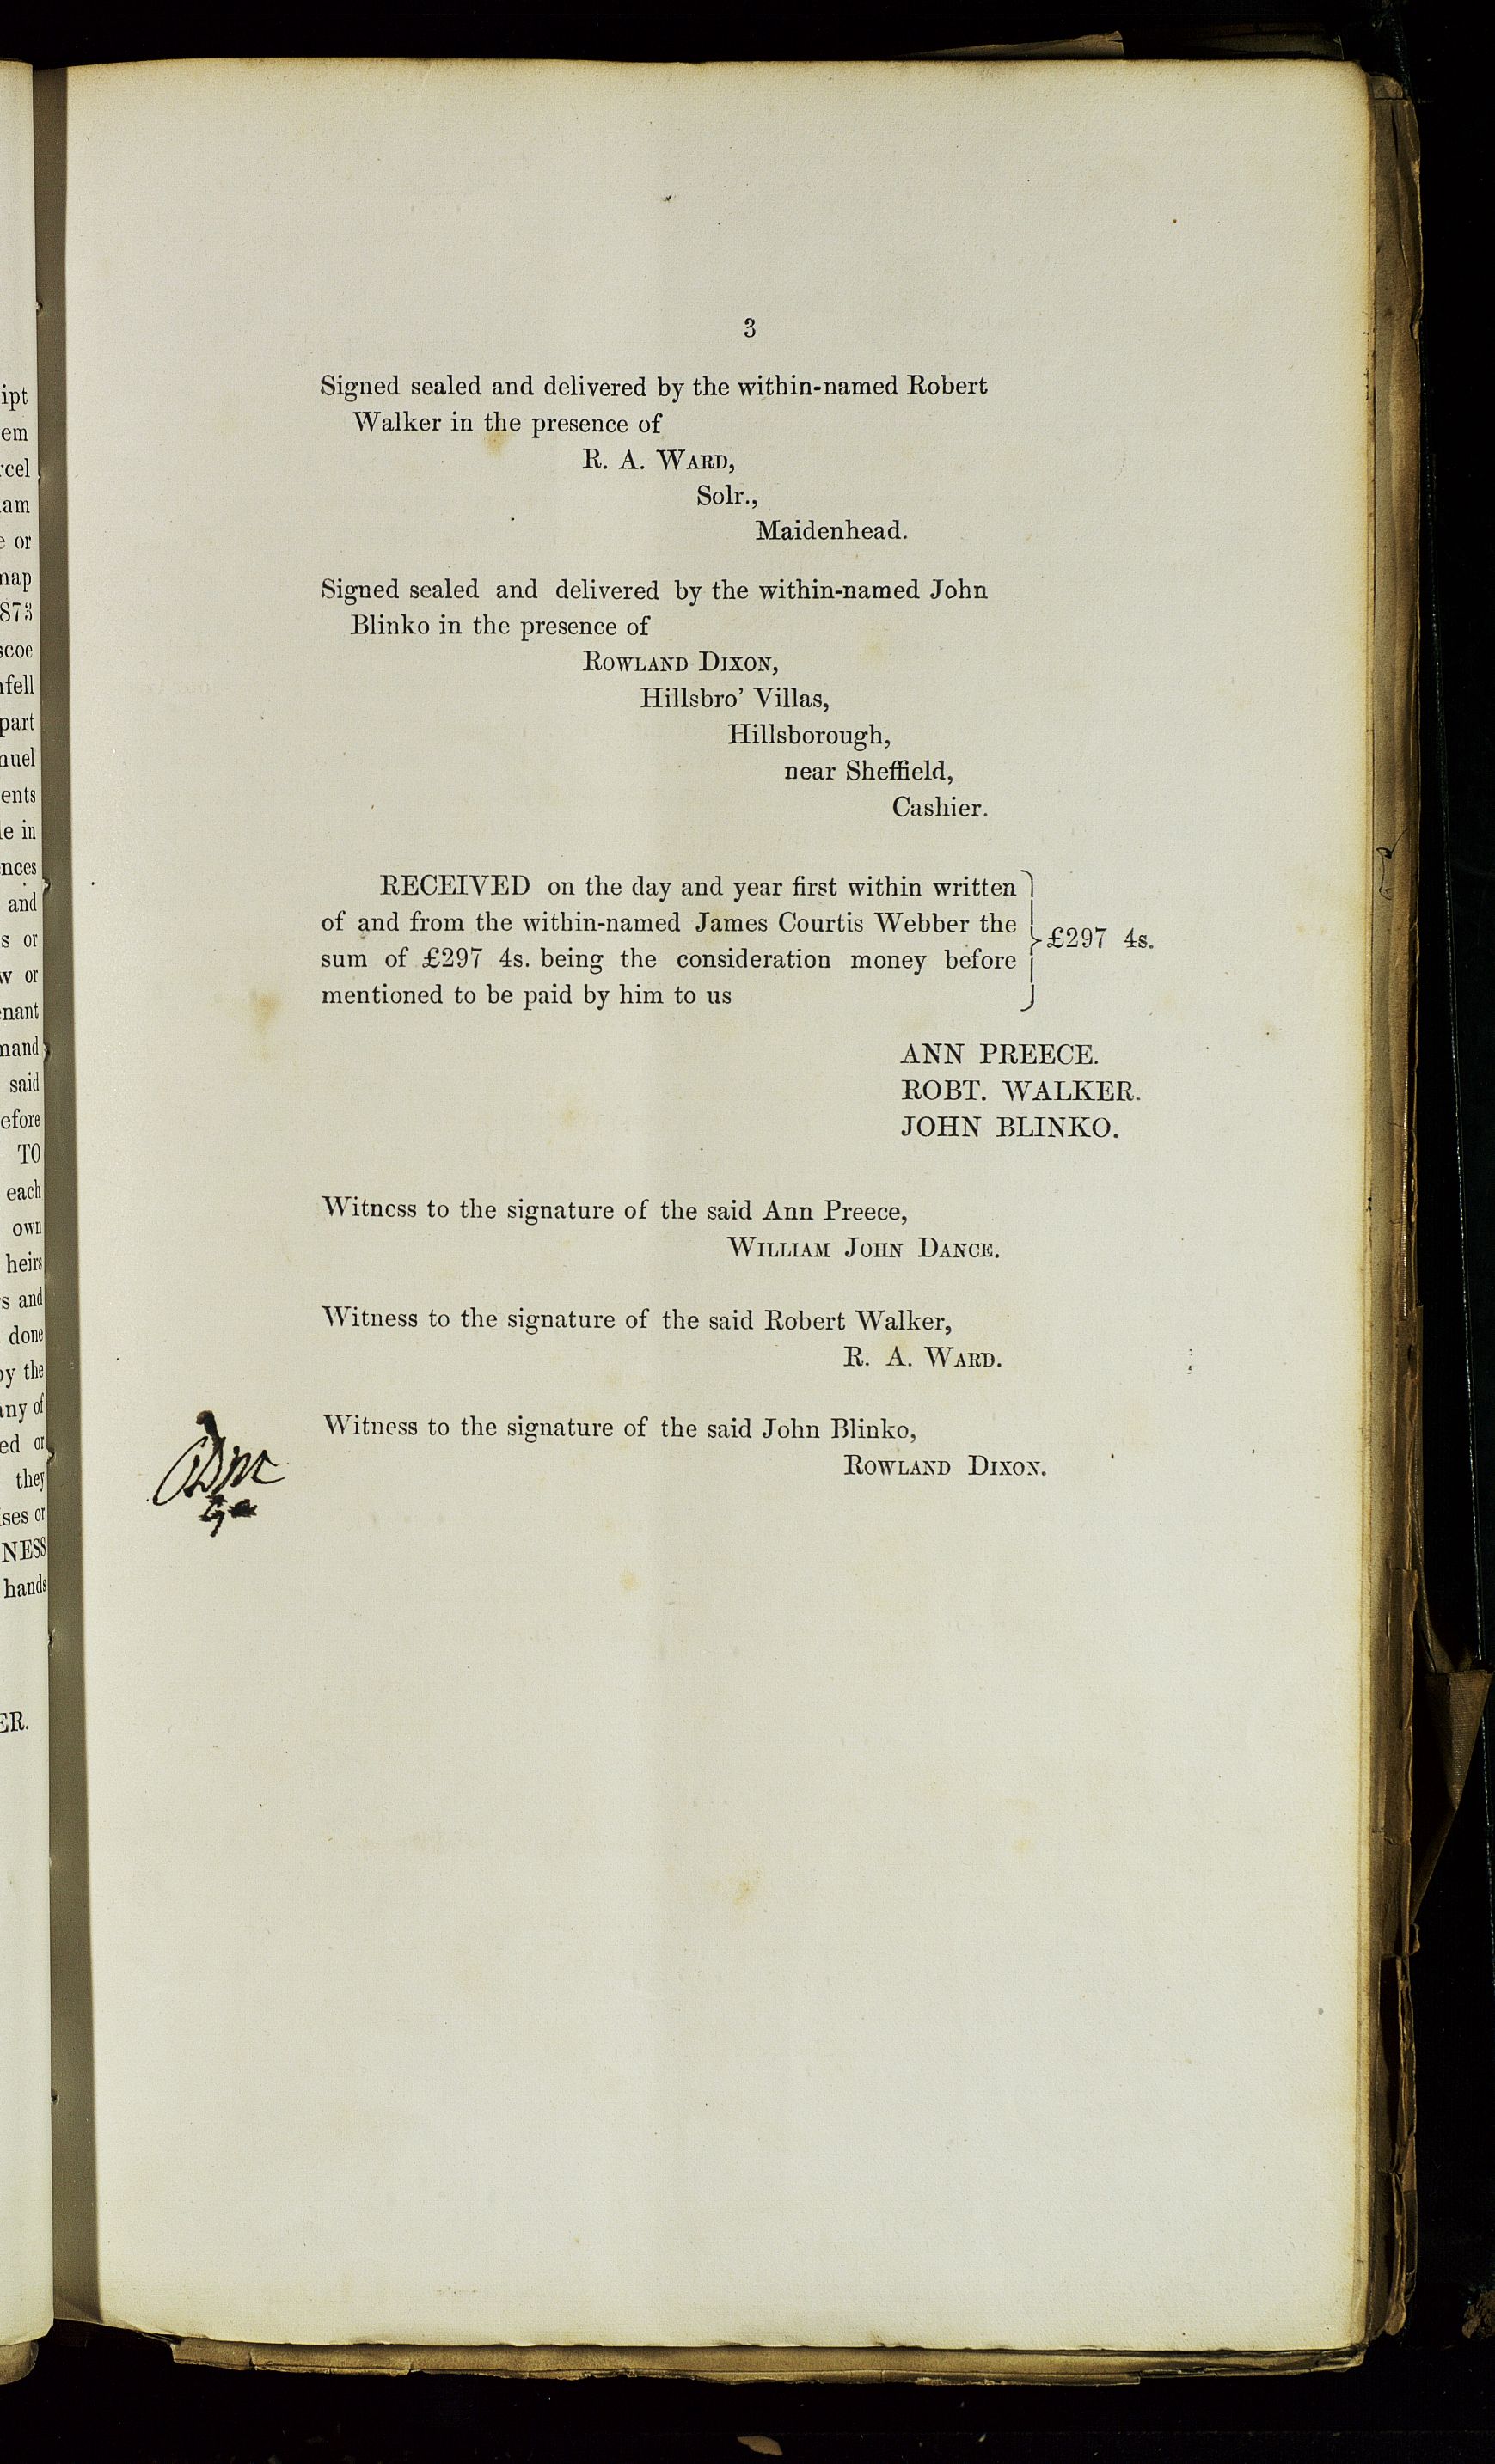 3
Signed sealed and delivered by the within-named Robert
Walker in the presence of
R. A. WARD,
Solr.,
Maidenhead.
Signed sealed and delivered by the within-named John
Blinko in the presence of
ROWLAND DIXON,
Hillsbro' Villas,
Hillsborough,
near Sheffield,
Cashier.
RECEIVED on the day and year first within written
of and from the within-named James Courtis Webber the
sum of £297 4s. being the consideration money before
mentioned to be paid by him to us
£297 4s.
ANN PREECE.
ROBT. WALKER.
JOHN BLINKO.
Witness to the signature of the said Ann Preece,
WILLIAM JOHN DANCE.
Witness to the signature of the said Robert Walker,
R. A. WARD.
Witness to the signature of the said John Blinko,
ROWLAND DIXON.